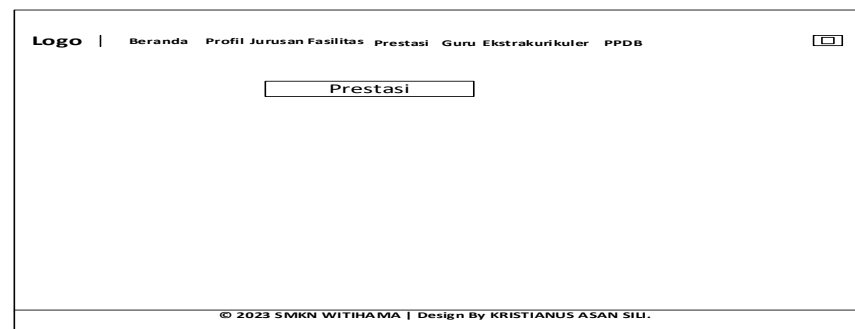 Logo | Beranda Profil Jurusan Fasilitas Prestasi Guru Ekstrakurikuler PPDB
Prestasi
© 2023 SMKN WITIHAMA | Design By KRISTIANUS ASAN SILI.